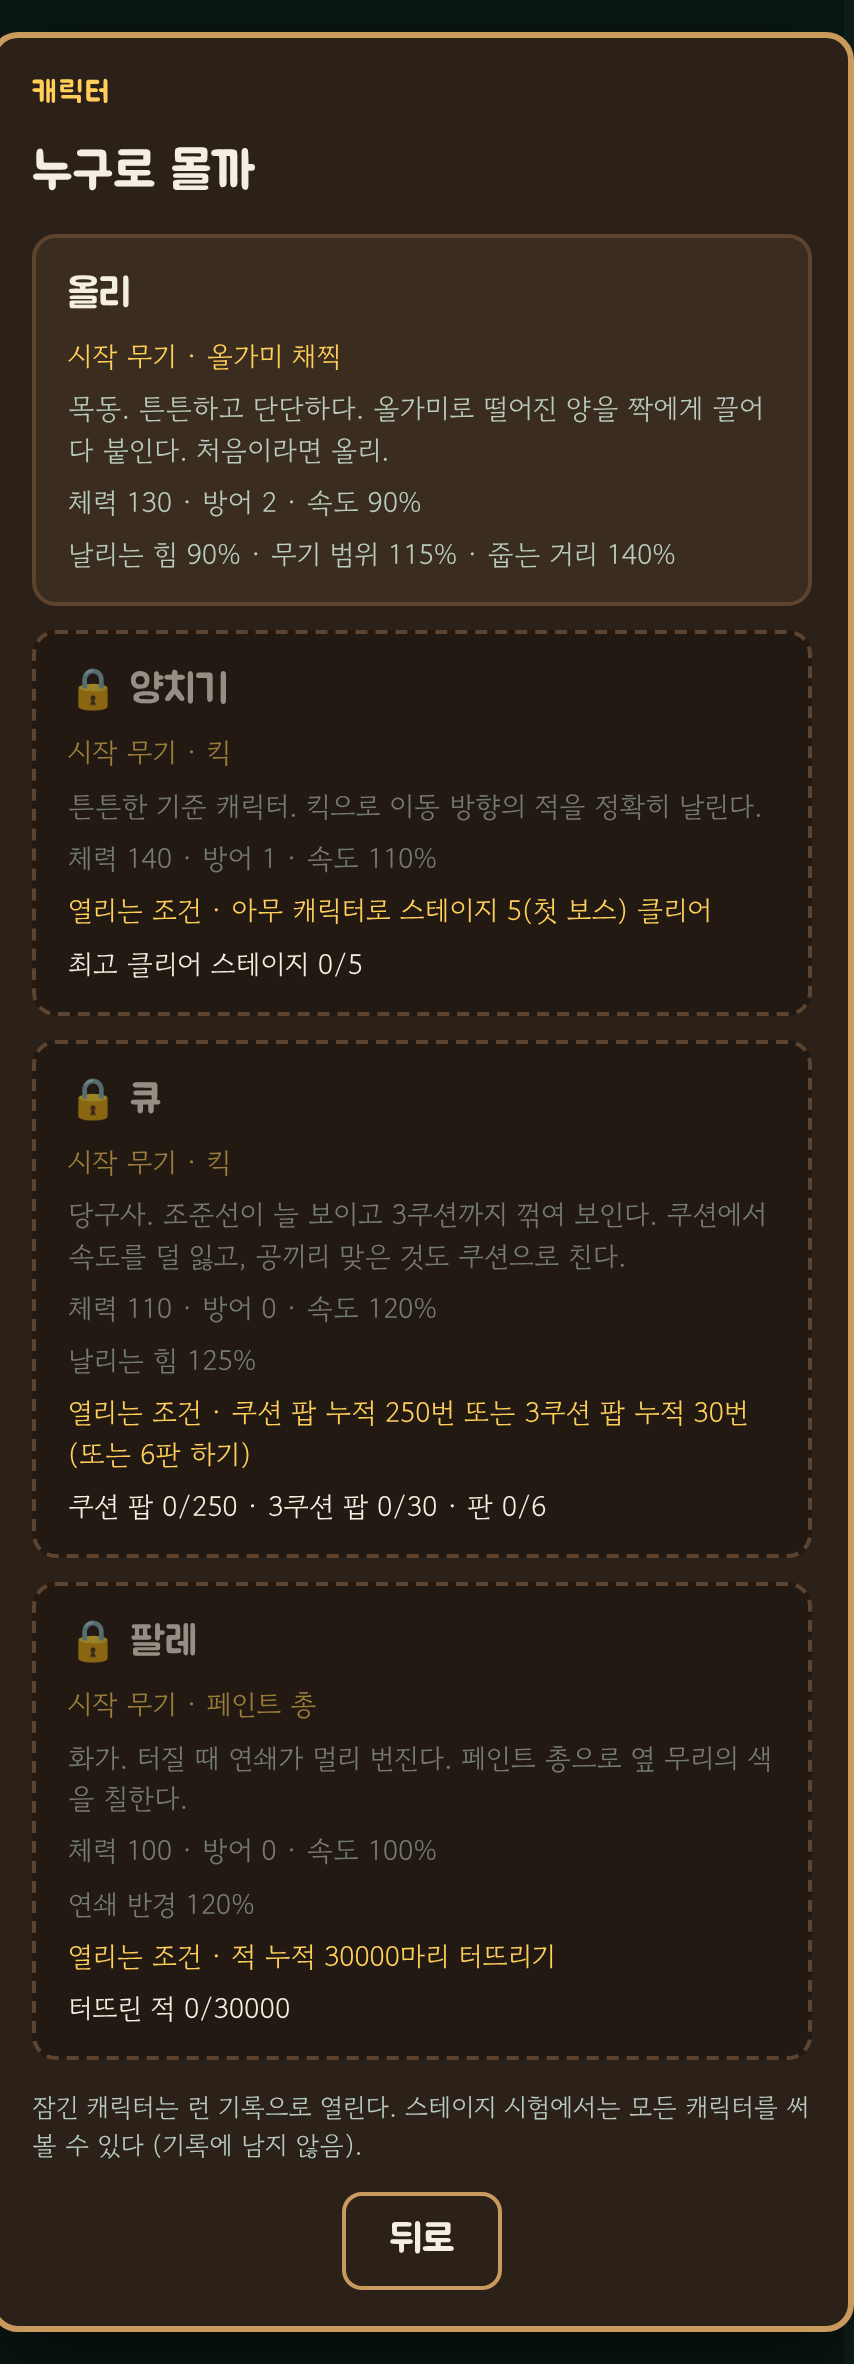 캐릭터
누구로 몰까
올리
시작 무기 · 올가미 채찍
목동. 튼튼하고 단단하다. 올가미로 떨어진 양을 짝에게 끌어
다 붙인다. 처음이라면 올리.
체력 130 · 방어 2 · 속도 90%
날리는 힘 90% · 무기 범위 115% · 줍는 거리 140%
🔒 양치기
시작 무기 · 킥
튼튼한 기준 캐릭터. 킥으로 이동 방향의 적을 정확히 날린다.
체력 140 · 방어 1 · 속도 110%
열리는 조건 · 아무 캐릭터로 스테이지 5(첫 보스) 클리어
최고 클리어 스테이지 0/5
🔒 큐
시작 무기 · 킥
당구사. 조준선이 늘 보이고 3쿠션까지 꺾여 보인다. 쿠션에서
속도를 덜 잃고, 공끼리 맞은 것도 쿠션으로 친다.
체력 110 · 방어 0 · 속도 120%
날리는 힘 125%
열리는 조건 · 쿠션 팝 누적 250번 또는 3쿠션 팝 누적 30번
(또는 6판 하기)
쿠션 팝 0/250 · 3쿠션 팝 0/30 · 판 0/6
🔒 팔레
시작 무기 · 페인트 총
화가. 터질 때 연쇄가 멀리 번진다. 페인트 총으로 옆 무리의 색
을 칠한다.
체력 100 · 방어 0 · 속도 100%
연쇄 반경 120%
열리는 조건 · 적 누적 30000마리 터뜨리기
터뜨린 적 0/30000
잠긴 캐릭터는 런 기록으로 열린다. 스테이지 시험에서는 모든 캐릭터를 써
볼 수 있다 (기록에 남지 않음).
뒤로